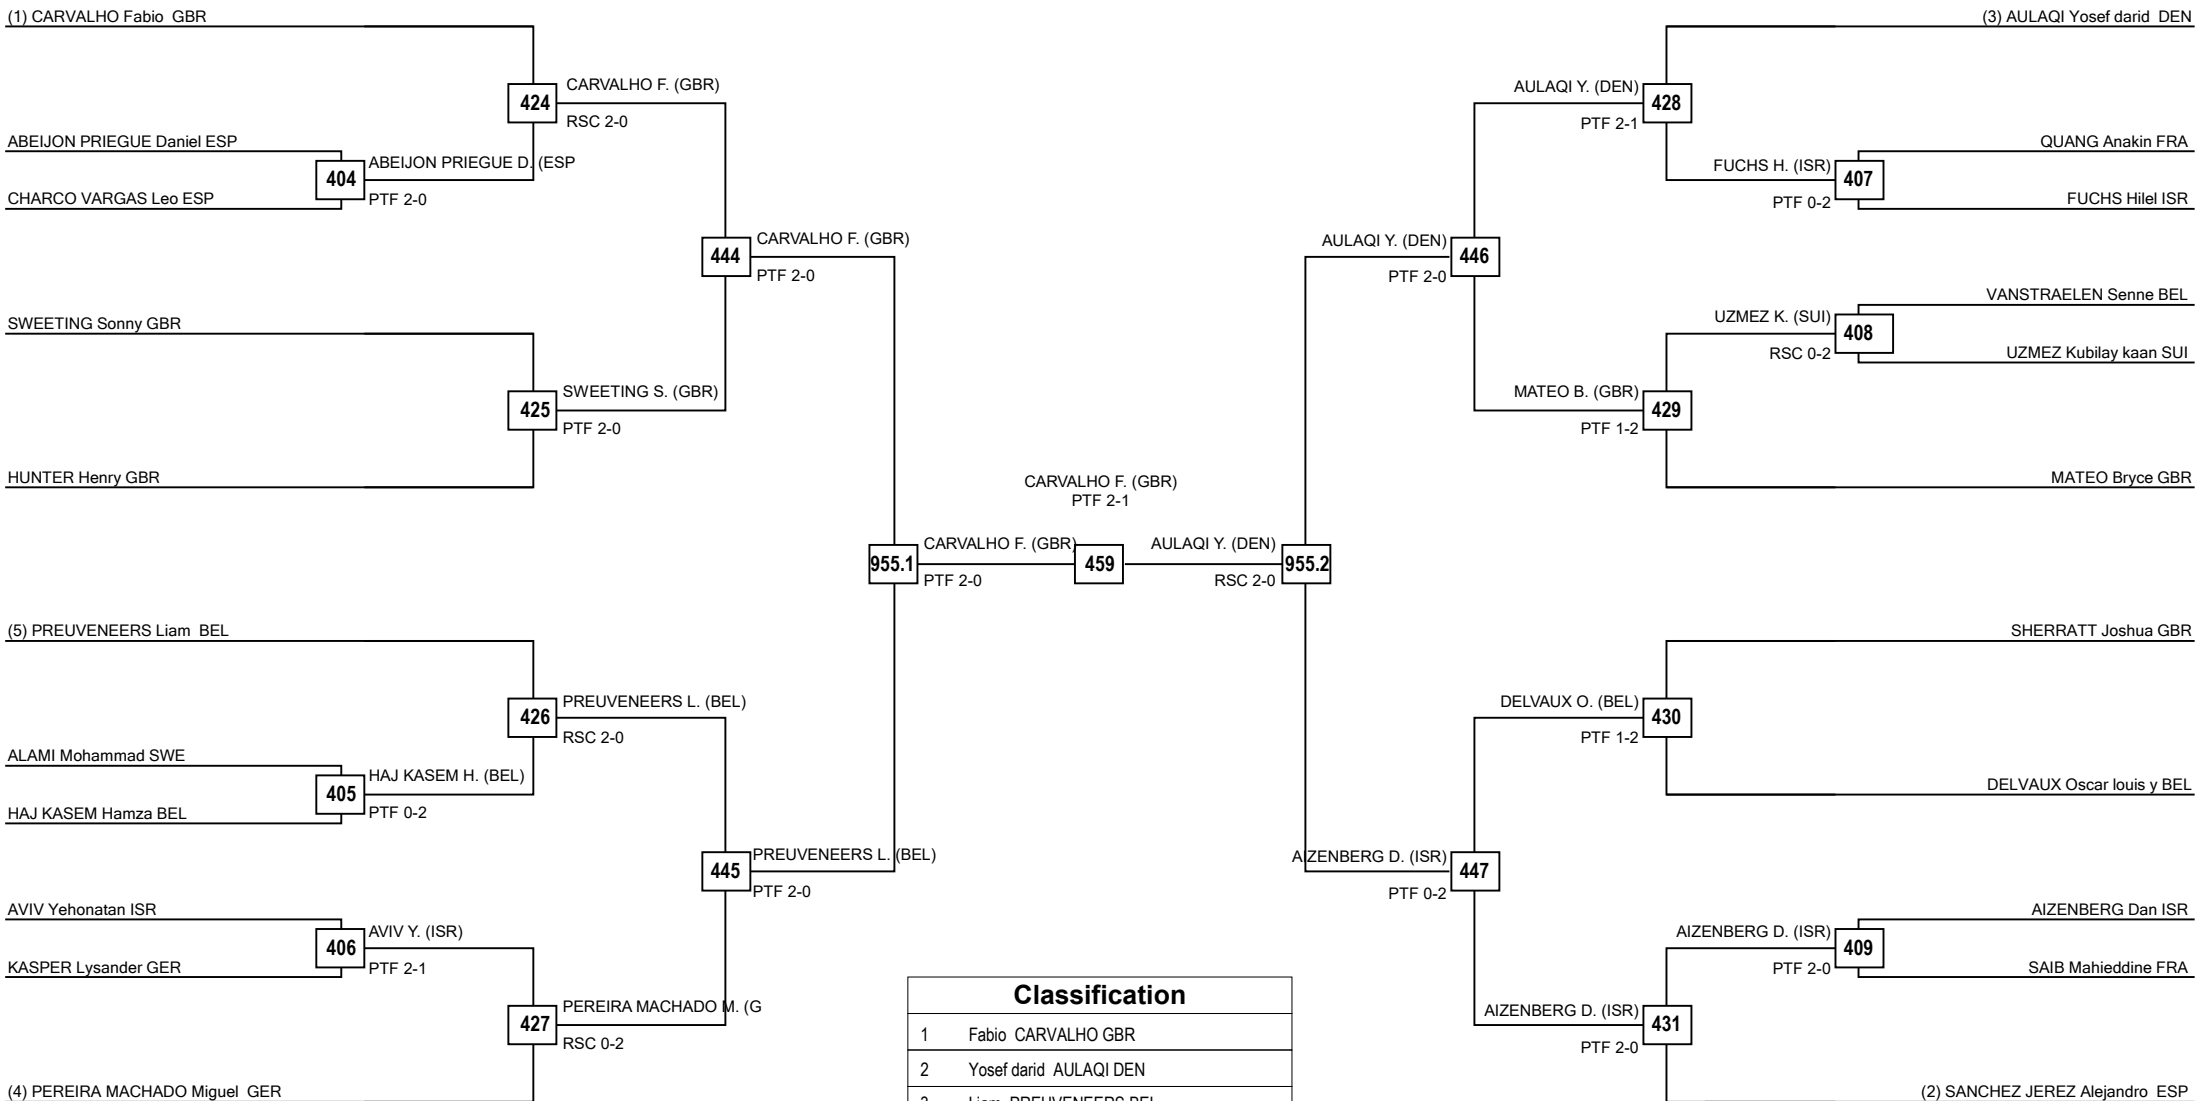 (1) CARVALHO Fabio  GBR
ABEIJON PRIEGUE Daniel ESP
CHARCO VARGAS Leo ESP
SWEETING Sonny GBR
HUNTER Henry GBR
(5) PREUVENEERS Liam  BEL
ALAMI Mohammad SWE
HAJ KASEM Hamza BEL
AVIV Yehonatan ISR
KASPER Lysander GER
(4) PEREIRA MACHADO Miguel  GER
404
ABEIJON PRIEGUE D. (ESP
PTF 2-0
405
HAJ KASEM H. (BEL)
PTF 0-2
406
AVIV Y. (ISR)
PTF 2-1
424
CARVALHO F. (GBR)
RSC 2-0
425
SWEETING S. (GBR)
PTF 2-0
426
PREUVENEERS L. (BEL)
RSC 2-0
427
PEREIRA MACHADO M. (G
RSC 0-2
444
CARVALHO F. (GBR)
PTF 2-0
445
PREUVENEERS L. (BEL)
PTF 2-0
955.1
CARVALHO F. (GBR)
PTF 2-0
CARVALHO F. (GBR)
PTF 2-1
459
AULAQI Y. (DEN)
RSC 2-0
955.2
AULAQI Y. (DEN)
PTF 2-0
446
AIZENBERG D. (ISR)
PTF 0-2
447
AULAQI Y. (DEN)
PTF 2-1
428
MATEO B. (GBR)
PTF 1-2
429
DELVAUX O. (BEL)
PTF 1-2
430
AIZENBERG D. (ISR)
PTF 2-0
431
FUCHS H. (ISR)
PTF 0-2
407
UZMEZ K. (SUI)
RSC 0-2
408
AIZENBERG D. (ISR)
PTF 2-0
409
(3) AULAQI Yosef darid  DEN
QUANG Anakin FRA
FUCHS Hilel ISR
VANSTRAELEN Senne BEL
UZMEZ Kubilay kaan SUI
MATEO Bryce GBR
SHERRATT Joshua GBR
DELVAUX Oscar louis y BEL
AIZENBERG Dan ISR
SAIB Mahieddine FRA
(2) SANCHEZ JEREZ Alejandro  ESP
Classification
1 Fabio  CARVALHO GBR
2 Yosef darid  AULAQI DEN
3 Liam  PREUVENEERS BEL